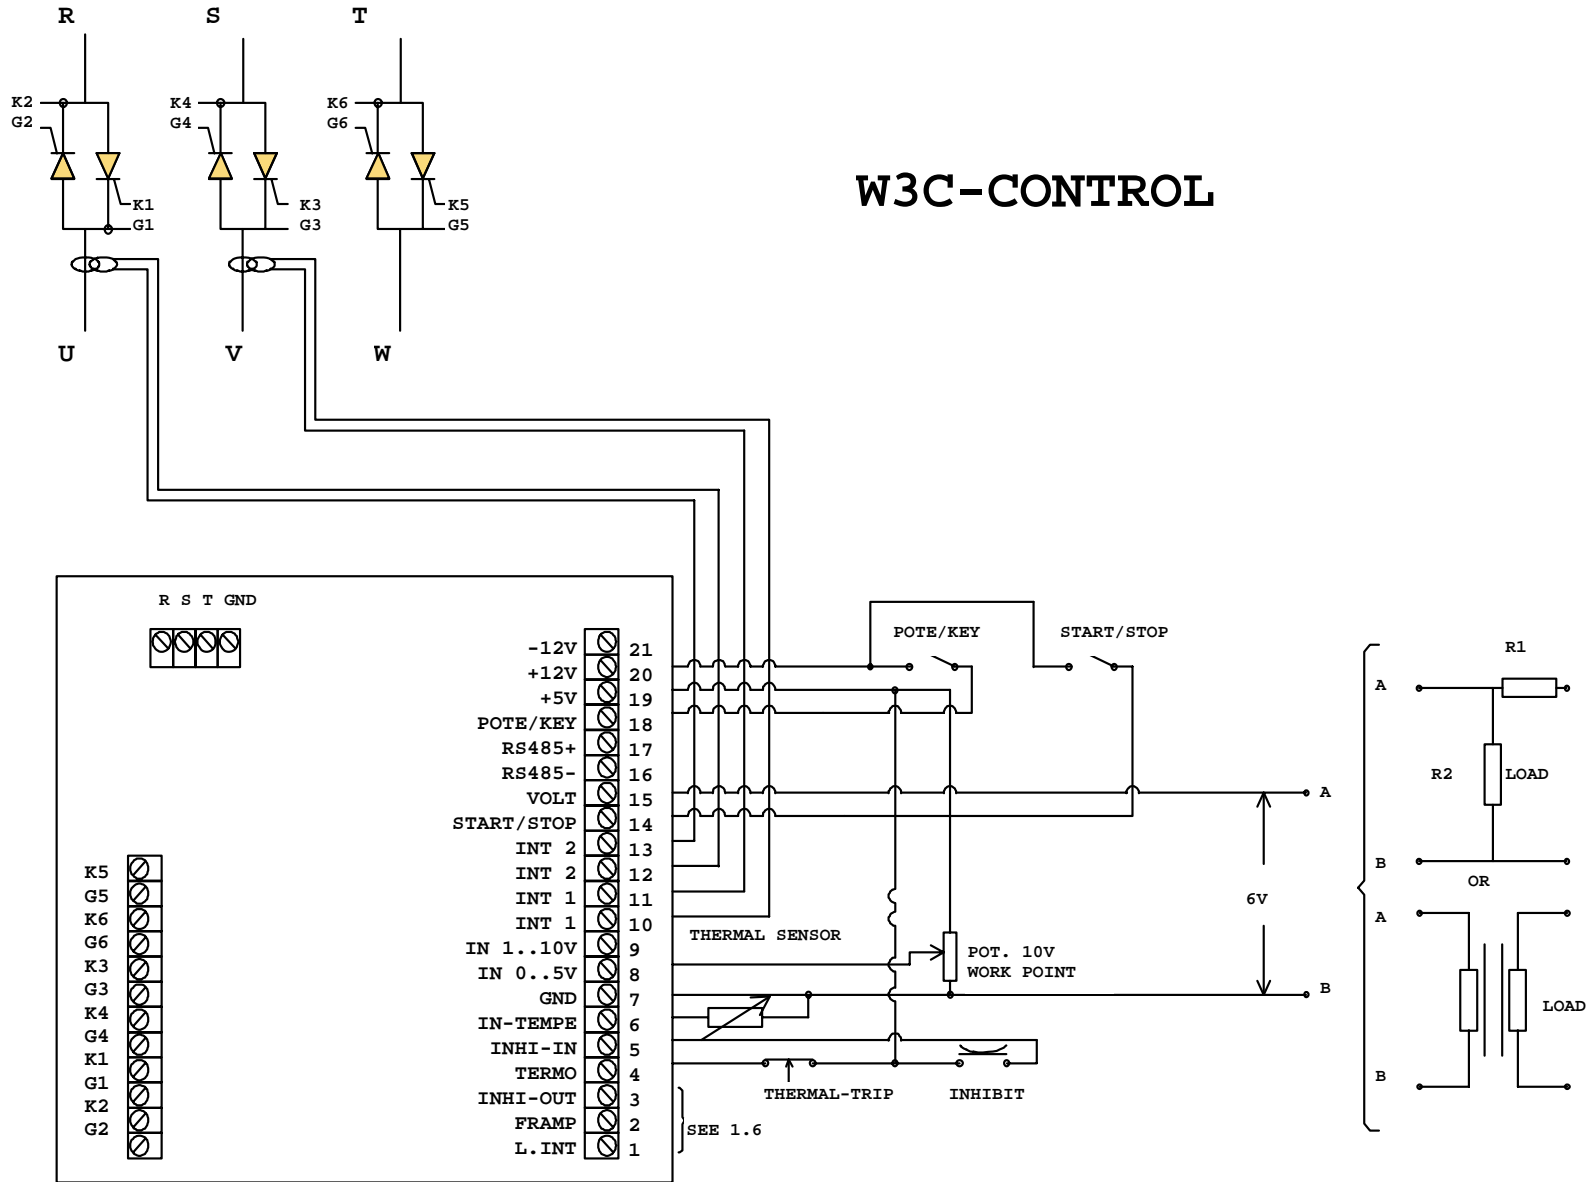 R S T
K2 K4 K6
G2 G4 G6
W3C-CONTROL
K1 K3 K5
G1 G3 G5
U V W
R S T GND
-12V 21
+12V 20
+5V 19
POTE/KEY 18
RS485+ 17
RS485- 16
VOLT 15
START/STOP 14
INT 2 13
INT 2 12
INT 1 11
INT 1 10
IN 1..10V 9
IN 0..5V 8
GND 7
IN-TEMPE 6
INHI-IN 5
TERMO 4
INHI-OUT 3
FRAMP 2
L.INT 1
K5
G5
K6
G6
K3
G3
K4
G4
K1
G1
K2
G2
POTE/KEY
START/STOP
THERMAL SENSOR
POT. 10V
WORK POINT
THERMAL-TRIP
INHIBIT
SEE 1.6
A
6V
B
R1
A
R2 LOAD
B
OR
A
LOAD
B